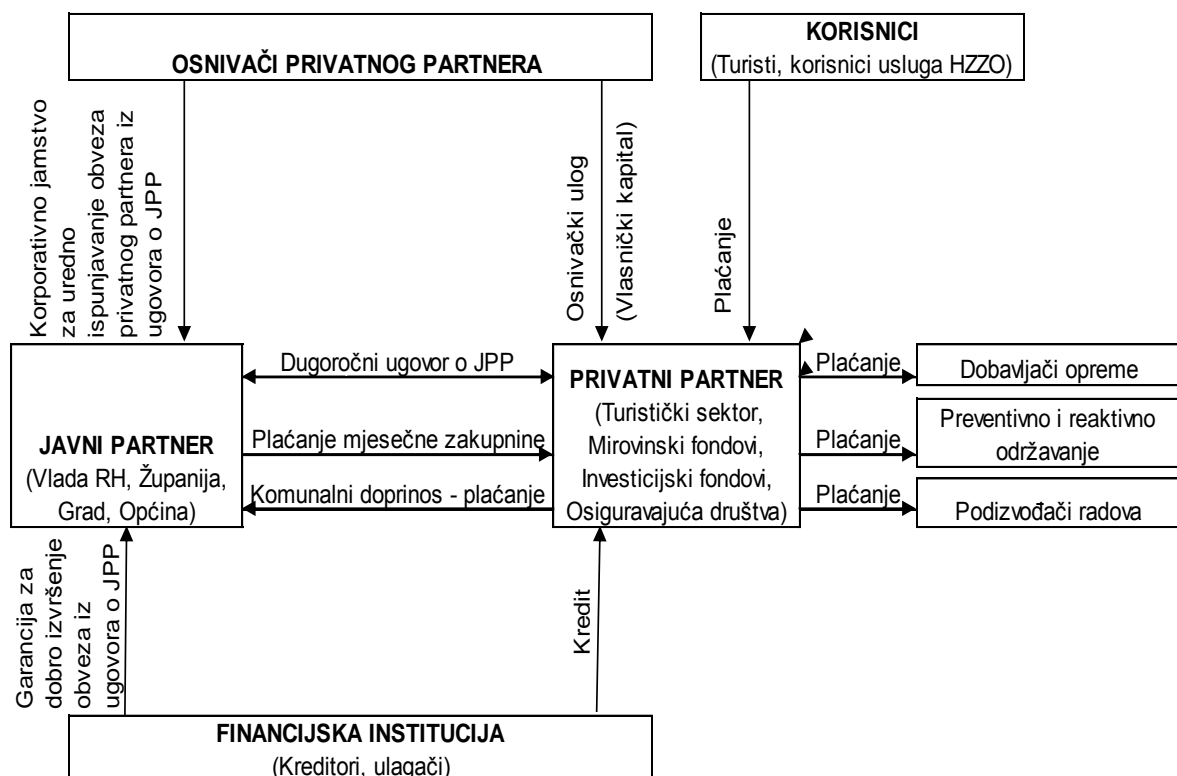 OSNIVAČI PRIVATNOG PARTNERA
KORISNICI
(Turisti, korisnici usluga HZZO)
Korporativno jamstvo
za uredno
ispunjavanje obveza
privatnog partnera iz
ugovora o JPP
Osnivački ulog
(Vlasnički kapital)
Plaćanje
JAVNI PARTNER
(Vlada RH, Županija,
Grad, Općina)
Dugoročni ugovor o JPP
Plaćanje mjesečne zakupnine
Komunalni doprinos - plaćanje
PRIVATNI PARTNER
(Turistički sektor,
Mirovinski fondovi,
Investicijski fondovi,
Osiguravajuća društva)
Plaćanje
Dobavljači opreme
Plaćanje
Preventivno i reaktivno
održavanje
Plaćanje
Podizvođači radova
Garancija za
dobro izvršenje
obveza iz
ugovora o JPP
Kredit
FINANCIJSKA INSTITUCIJA
(Kreditori, ulagači)